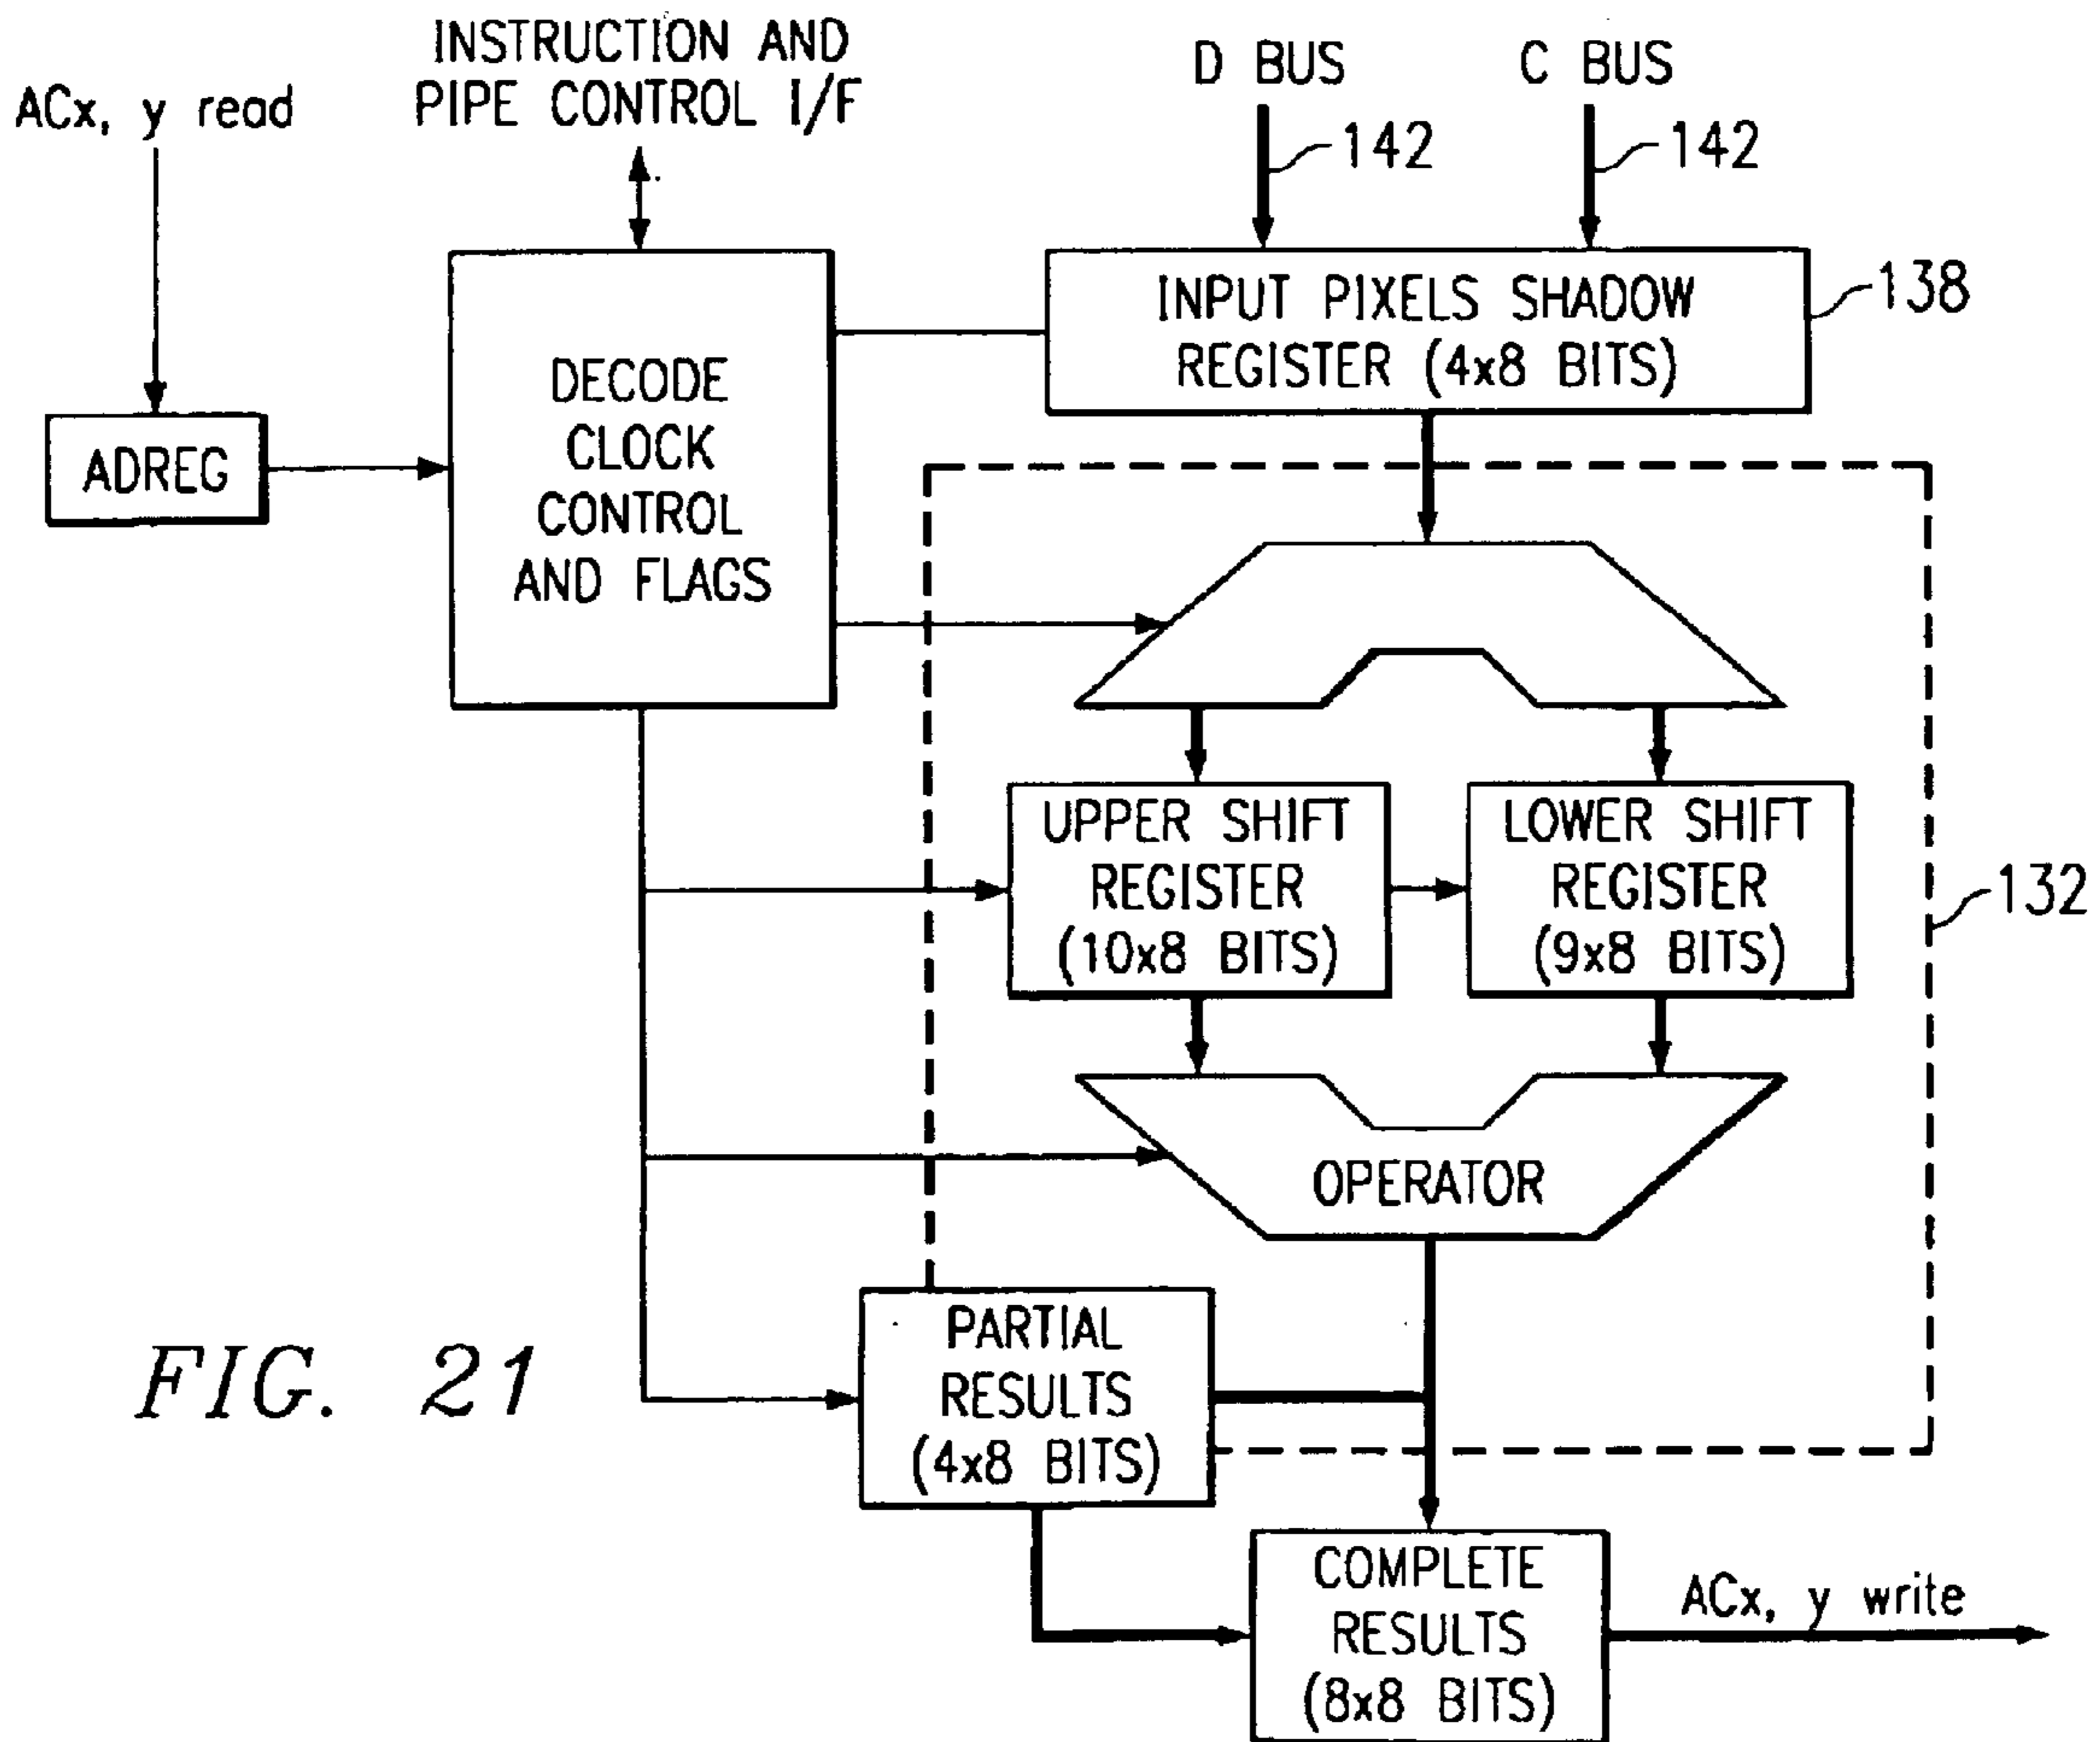 INSTRUCTION AND
PIPE CONTROL I/F
ACx, y read
D BUS
C BUS
142
142
INPUT PIXELS SHADOW
REGISTER (4x8 BITS)
138
DECODE
CLOCK
CONTROL
AND FLAGS
ADREG
UPPER SHIFT
REGISTER
(10x8 BITS)
LOWER SHIFT
REGISTER
(9x8 BITS)
132
OPERATOR
PARTIAL
RESULTS
(4x8 BITS)
FIG. 21
COMPLETE
RESULTS
(8x8 BITS)
ACx, y write